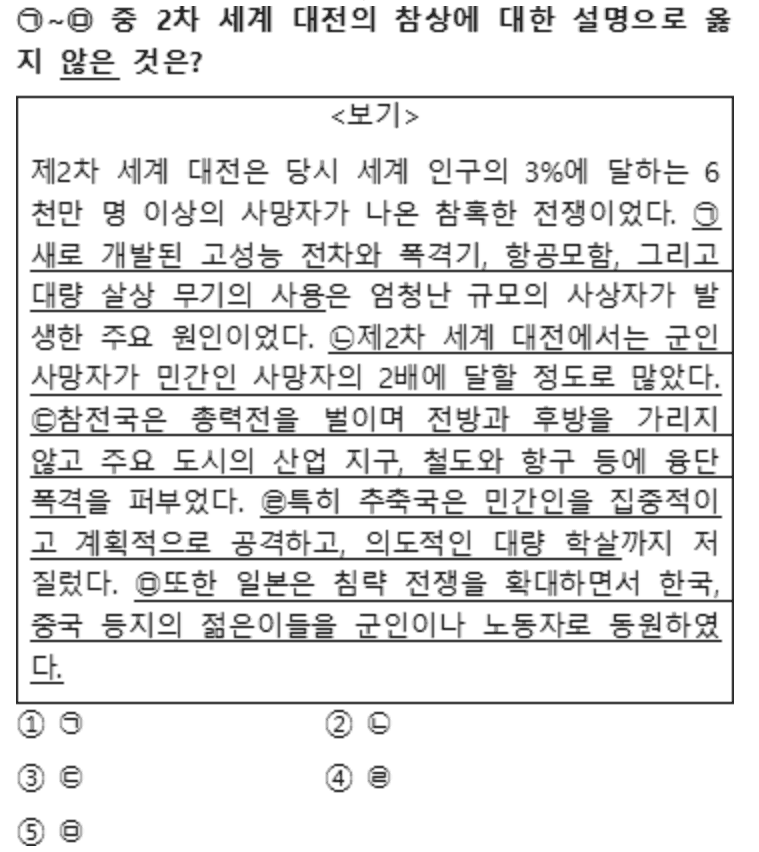 ㉠~㉤ 중 2차 세계 대전의 참상에 대한 설명으로 옳
지 않은 것은?
<보기>
제2차 세계 대전은 당시 세계 인구의 3%에 달하는 6
천만 명 이상의 사망자가 나온 참혹한 전쟁이었다. ㉠
새로 개발된 고성능 전차와 폭격기, 항공모함, 그리고
대량 살상 무기의 사용은 엄청난 규모의 사상자가 발
생한 주요 원인이었다. ㉡제2차 세계 대전에서는 군인
사망자가 민간인 사망자의 2배에 달할 정도로 많았다.
㉢참전국은 총력전을 벌이며 전방과 후방을 가리지
않고 주요 도시의 산업 지구, 철도와 항구 등에 융단
폭격을 퍼부었다. ㉣특히 추축국은 민간인을 집중적이
고 계획적으로 공격하고, 의도적인 대량 학살까지 저
질렀다. ㉤또한 일본은 침략 전쟁을 확대하면서 한국,
중국 등지의 젊은이들을 군인이나 노동자로 동원하였
다.
① ㉠ ② ㉡
③ ㉢ ④ ㉣
⑤ ㉤